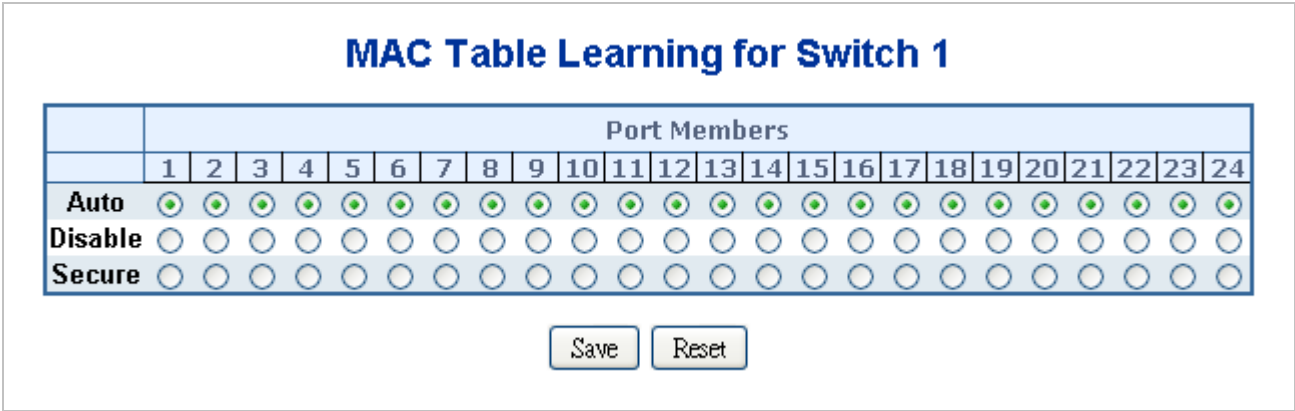 MAC Table Learning for Switch 1
Port Members
1 2 3 4 5 6 7 8 9 10 11 12 13 14 15 16 17 18 19 20 21 22 23 24
Auto
Disable
Secure
Save Reset